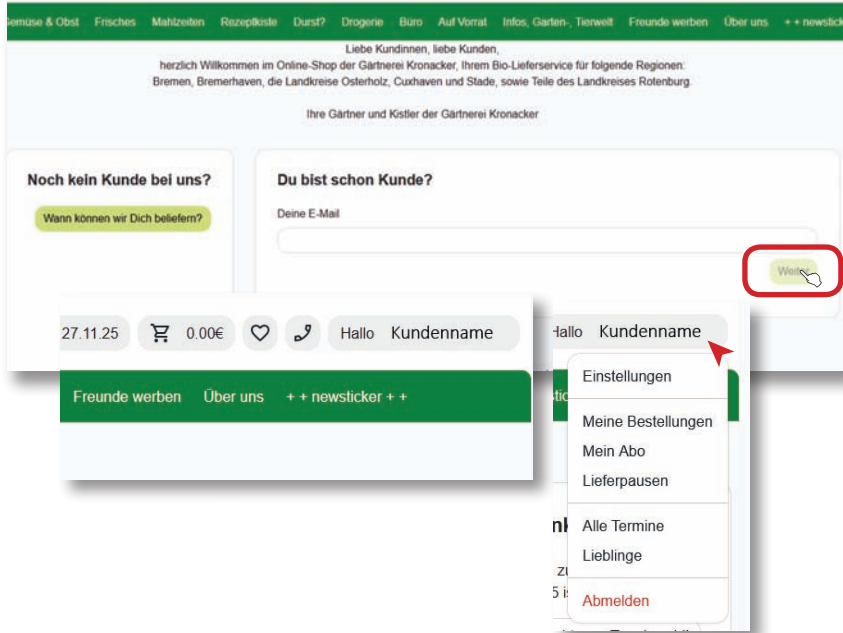 Gemüse & Obst Frisches Mahlzeiten Rezeptkiste Durst? Drogerie Büro Auf Vorrat Infos, Garten-, Tierwelt Freunde werben Über uns + + newstick
Liebe Kundinnen, liebe Kunden,
herzlich Willkommen im Online-Shop der Gärtnerei Kronacker, Ihrem Bio-Lieferservice für folgende Regionen:
Bremen, Bremerhaven, die Landkreise Osterholz, Cuxhaven und Stade, sowie Teile des Landkreises Rotenburg.
Ihre Gärtner und Kistler der Gärtnerei Kronacker
Noch kein Kunde bei uns?
Wann können wir Dich beliefern?
Du bist schon Kunde?
Deine E-Mail
Weiter
27.11.25 0.00€ Hallo Kundenname
Freunde werben Über uns + + newsticker + +
Hallo Kundenname
Einstellungen
Meine Bestellungen
Mein Abo
Lieferpausen
Alle Termine
Lieblinge
Abmelden